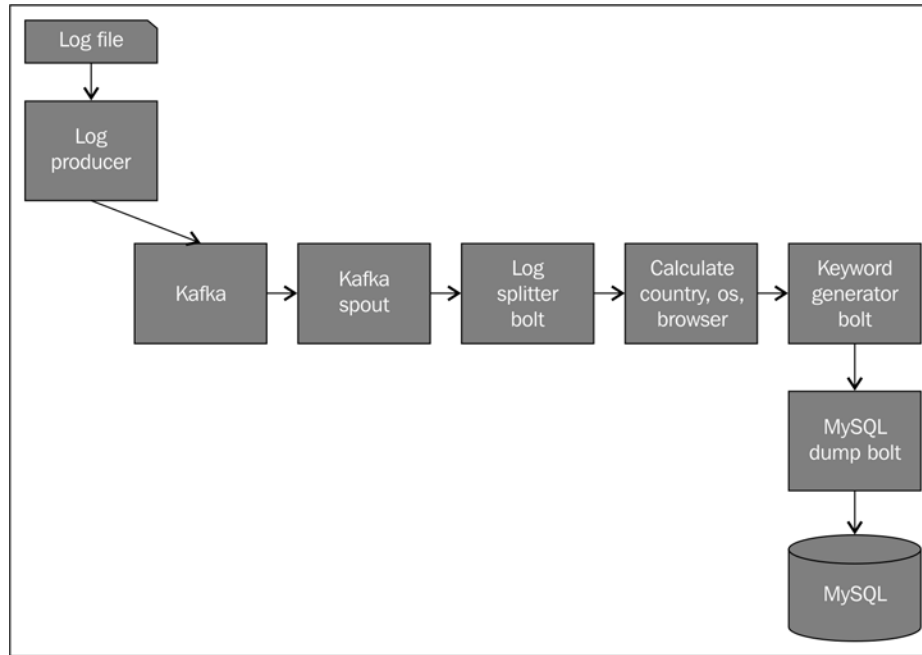 Log file
Log
producer
Kafka
Kafka
spout
Log
splitter
bolt
Calculate
country, os,
browser
Keyword
generator
bolt
MySQL
dump bolt
MySQL